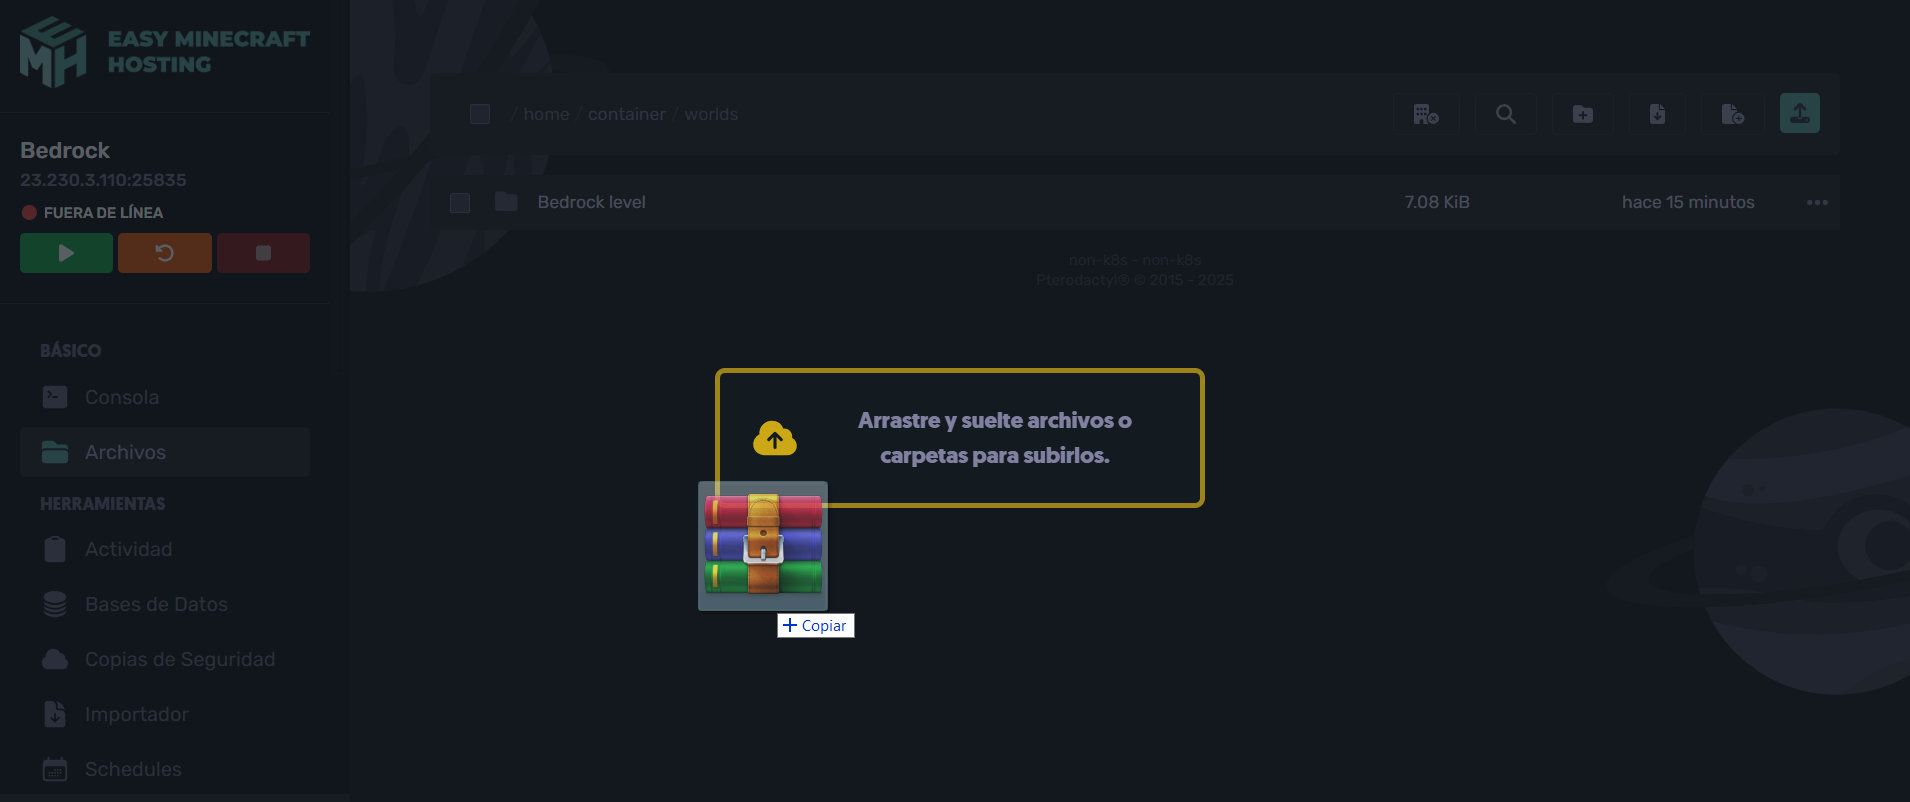 EASY MINECRAFT
HOSTING
Bedrock
23.230.3.110:25835
FUERA DE LÍNEA
BÁSICO
Consola
Archivos
HERRAMIENTAS
Actividad
Bases de Datos
Copias de Seguridad
Importador
Schedules
/ home / container / worlds
Bedrock level 7.08 KiB hace 15 minutos
non-k8s - non-k8s
Pterodactyl® © 2015 - 2025
Arrastre y suelte archivos o
carpetas para subirlos.
+ Copiar